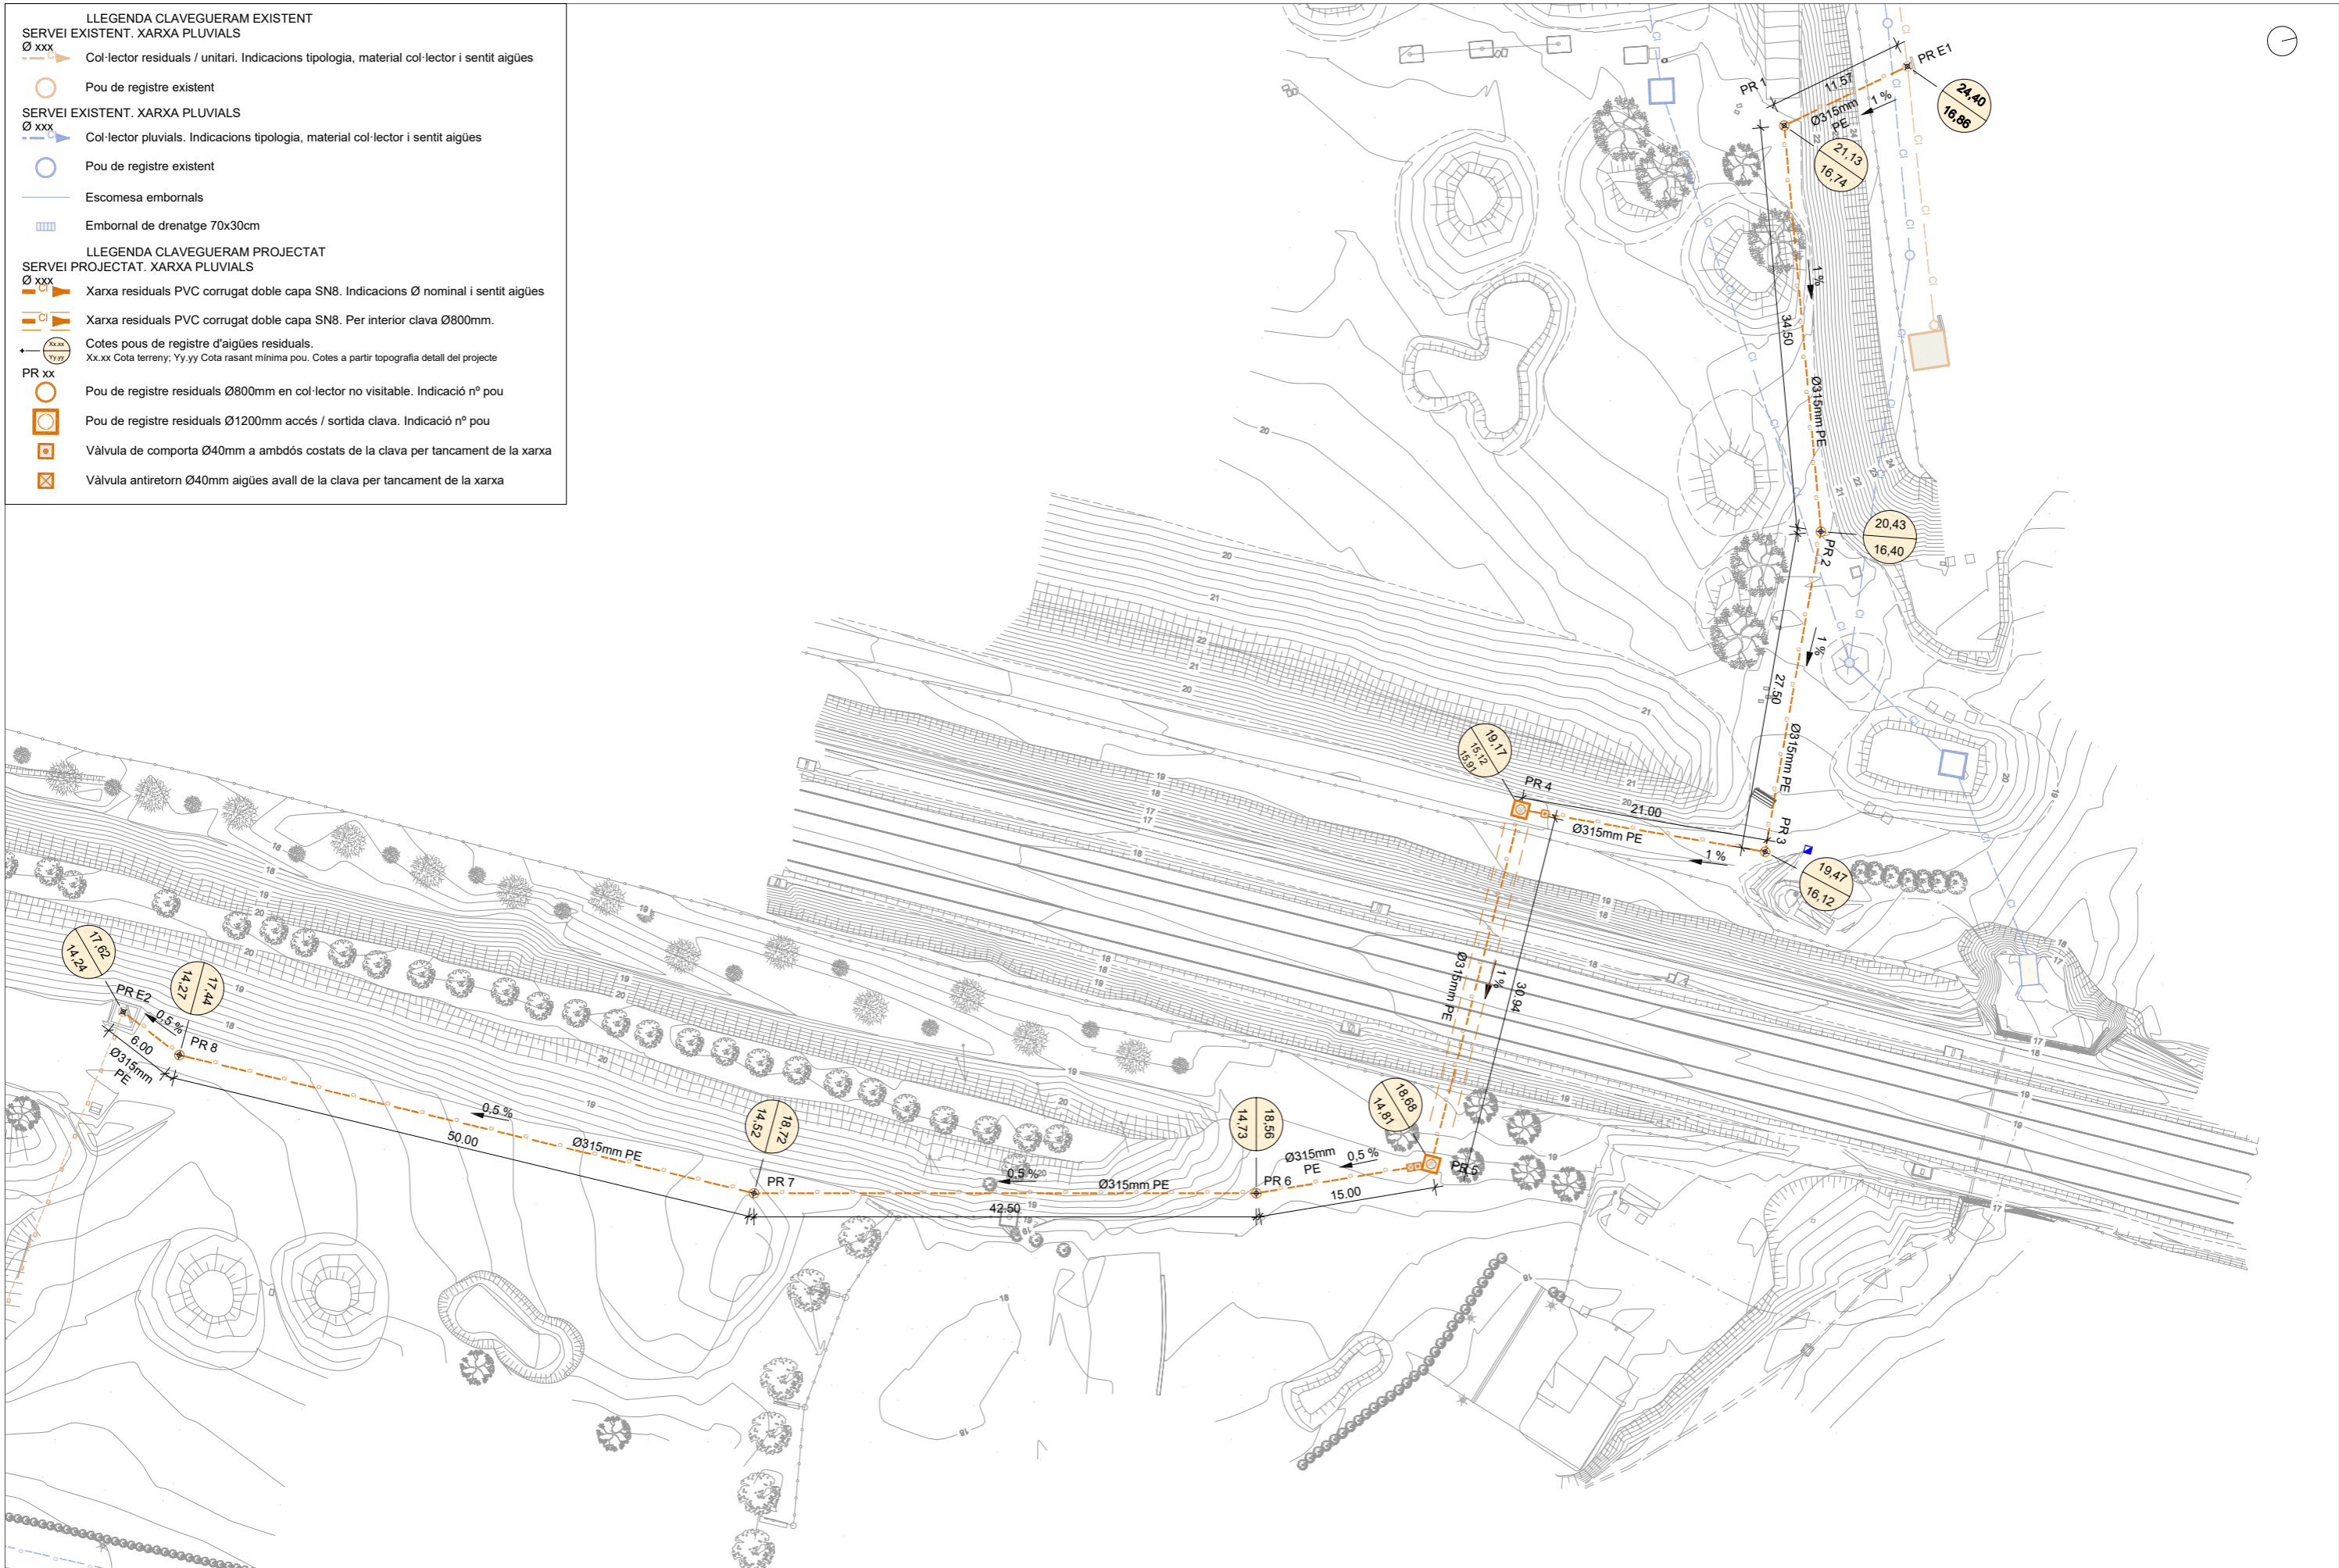 LLEGENDA CLAVEGUERAM EXISTENT
SERVEI EXISTENT. XARXA PLUVIALS
Ø xxx
Cl
Col·lector residuals / unitari. Indicacions tipologia, material col·lector i sentit aigües
Pou de registre existent
SERVEI EXISTENT. XARXA PLUVIALS
Ø xxx
Cl
Col·lector pluvials. Indicacions tipologia, material col·lector i sentit aigües
Pou de registre existent
Escomesa embornals
Embornal de drenatge 70x30cm
LLEGENDA CLAVEGUERAM PROJECTAT
SERVEI PROJECTAT. XARXA PLUVIALS
Ø xxx
Cl
Xarxa residuals PVC corrugat doble capa SN8. Indicacions Ø nominal i sentit aigües
Cl
Xarxa residuals PVC corrugat doble capa SN8. Per interior clava Ø800mm.
Xx.xx
Yy.yy
Cotes pous de registre d'aigües residuals.
Xx.xx Cota terreny; Yy.yy Cota rasant mínima pou. Cotes a partir topografia detall del projecte
PR xx
Pou de registre residuals Ø800mm en col·lector no visitable. Indicació nº pou
Pou de registre residuals Ø1200mm accés / sortida clava. Indicació nº pou
Vàlvula de comporta Ø40mm a ambdós costats de la clava per tancament de la xarxa
Vàlvula antiretorn Ø40mm aigües avall de la clava per tancament de la xarxa
PR E1
24,40
16,86
11.57
1 %
Ø315mm
PE
PR 1
21,13
16,74
1 %
34.50
Ø315mm PE
20,43
16,40
PR 2
1 %
27.50
Ø315mm PE
PR 3
19,47
16,12
21.00
Ø315mm PE
1 %
PR 4
19,17
15,12
15,91
Ø315mm PE
1 %
30.94
18,68
14,81
PR 5
Ø315mm
PE
0,5 %
15.00
18,56
14,73
PR 6
Ø315mm PE
0,5 %
42.50
18,72
14,52
PR 7
Ø315mm PE
0,5 %
50.00
17,44
14,27
PR 8
0,5 %
6.00
Ø315mm
PE
17,62
14,24
PR E2